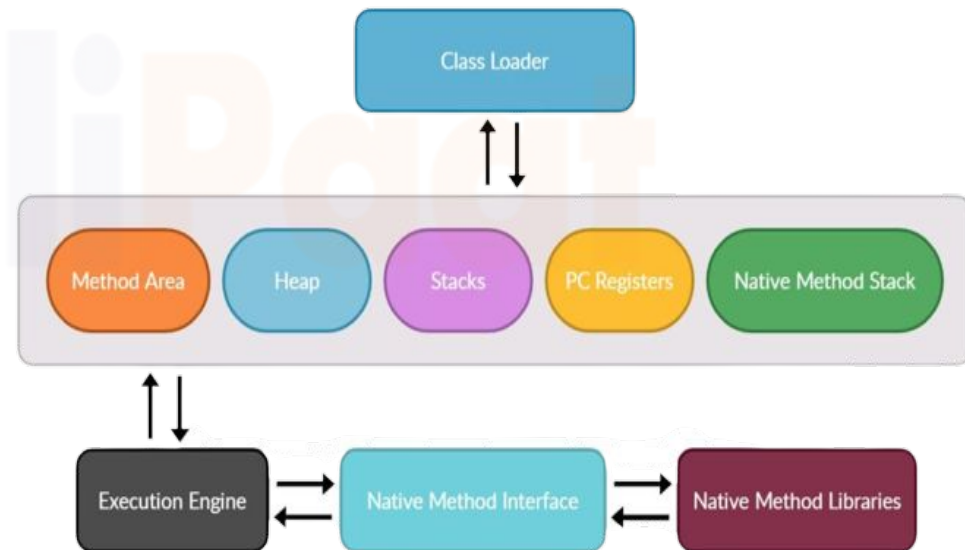 Class Loader
Method Area
Heap
Stacks
PC Registers
Native Method Stack
Execution Engine
Native Method Interface
Native Method Libraries